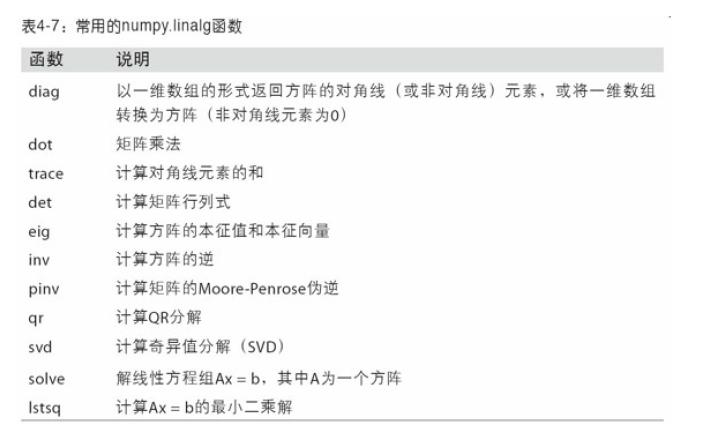 表4-7：常用的numpy.linalg函数
函数 说明
diag 以一维数组的形式返回方阵的对角线（或非对角线）元素，或将一维数组
转换为方阵（非对角线元素为0）
dot 矩阵乘法
trace 计算对角线元素的和
det 计算矩阵行列式
eig 计算方阵的本征值和本征向量
inv 计算方阵的逆
pinv 计算矩阵的Moore-Penrose伪逆
qr 计算QR分解
svd 计算奇异值分解（SVD）
solve 解线性方程组Ax = b，其中A为一个方阵
lstsq 计算Ax = b的最小二乘解